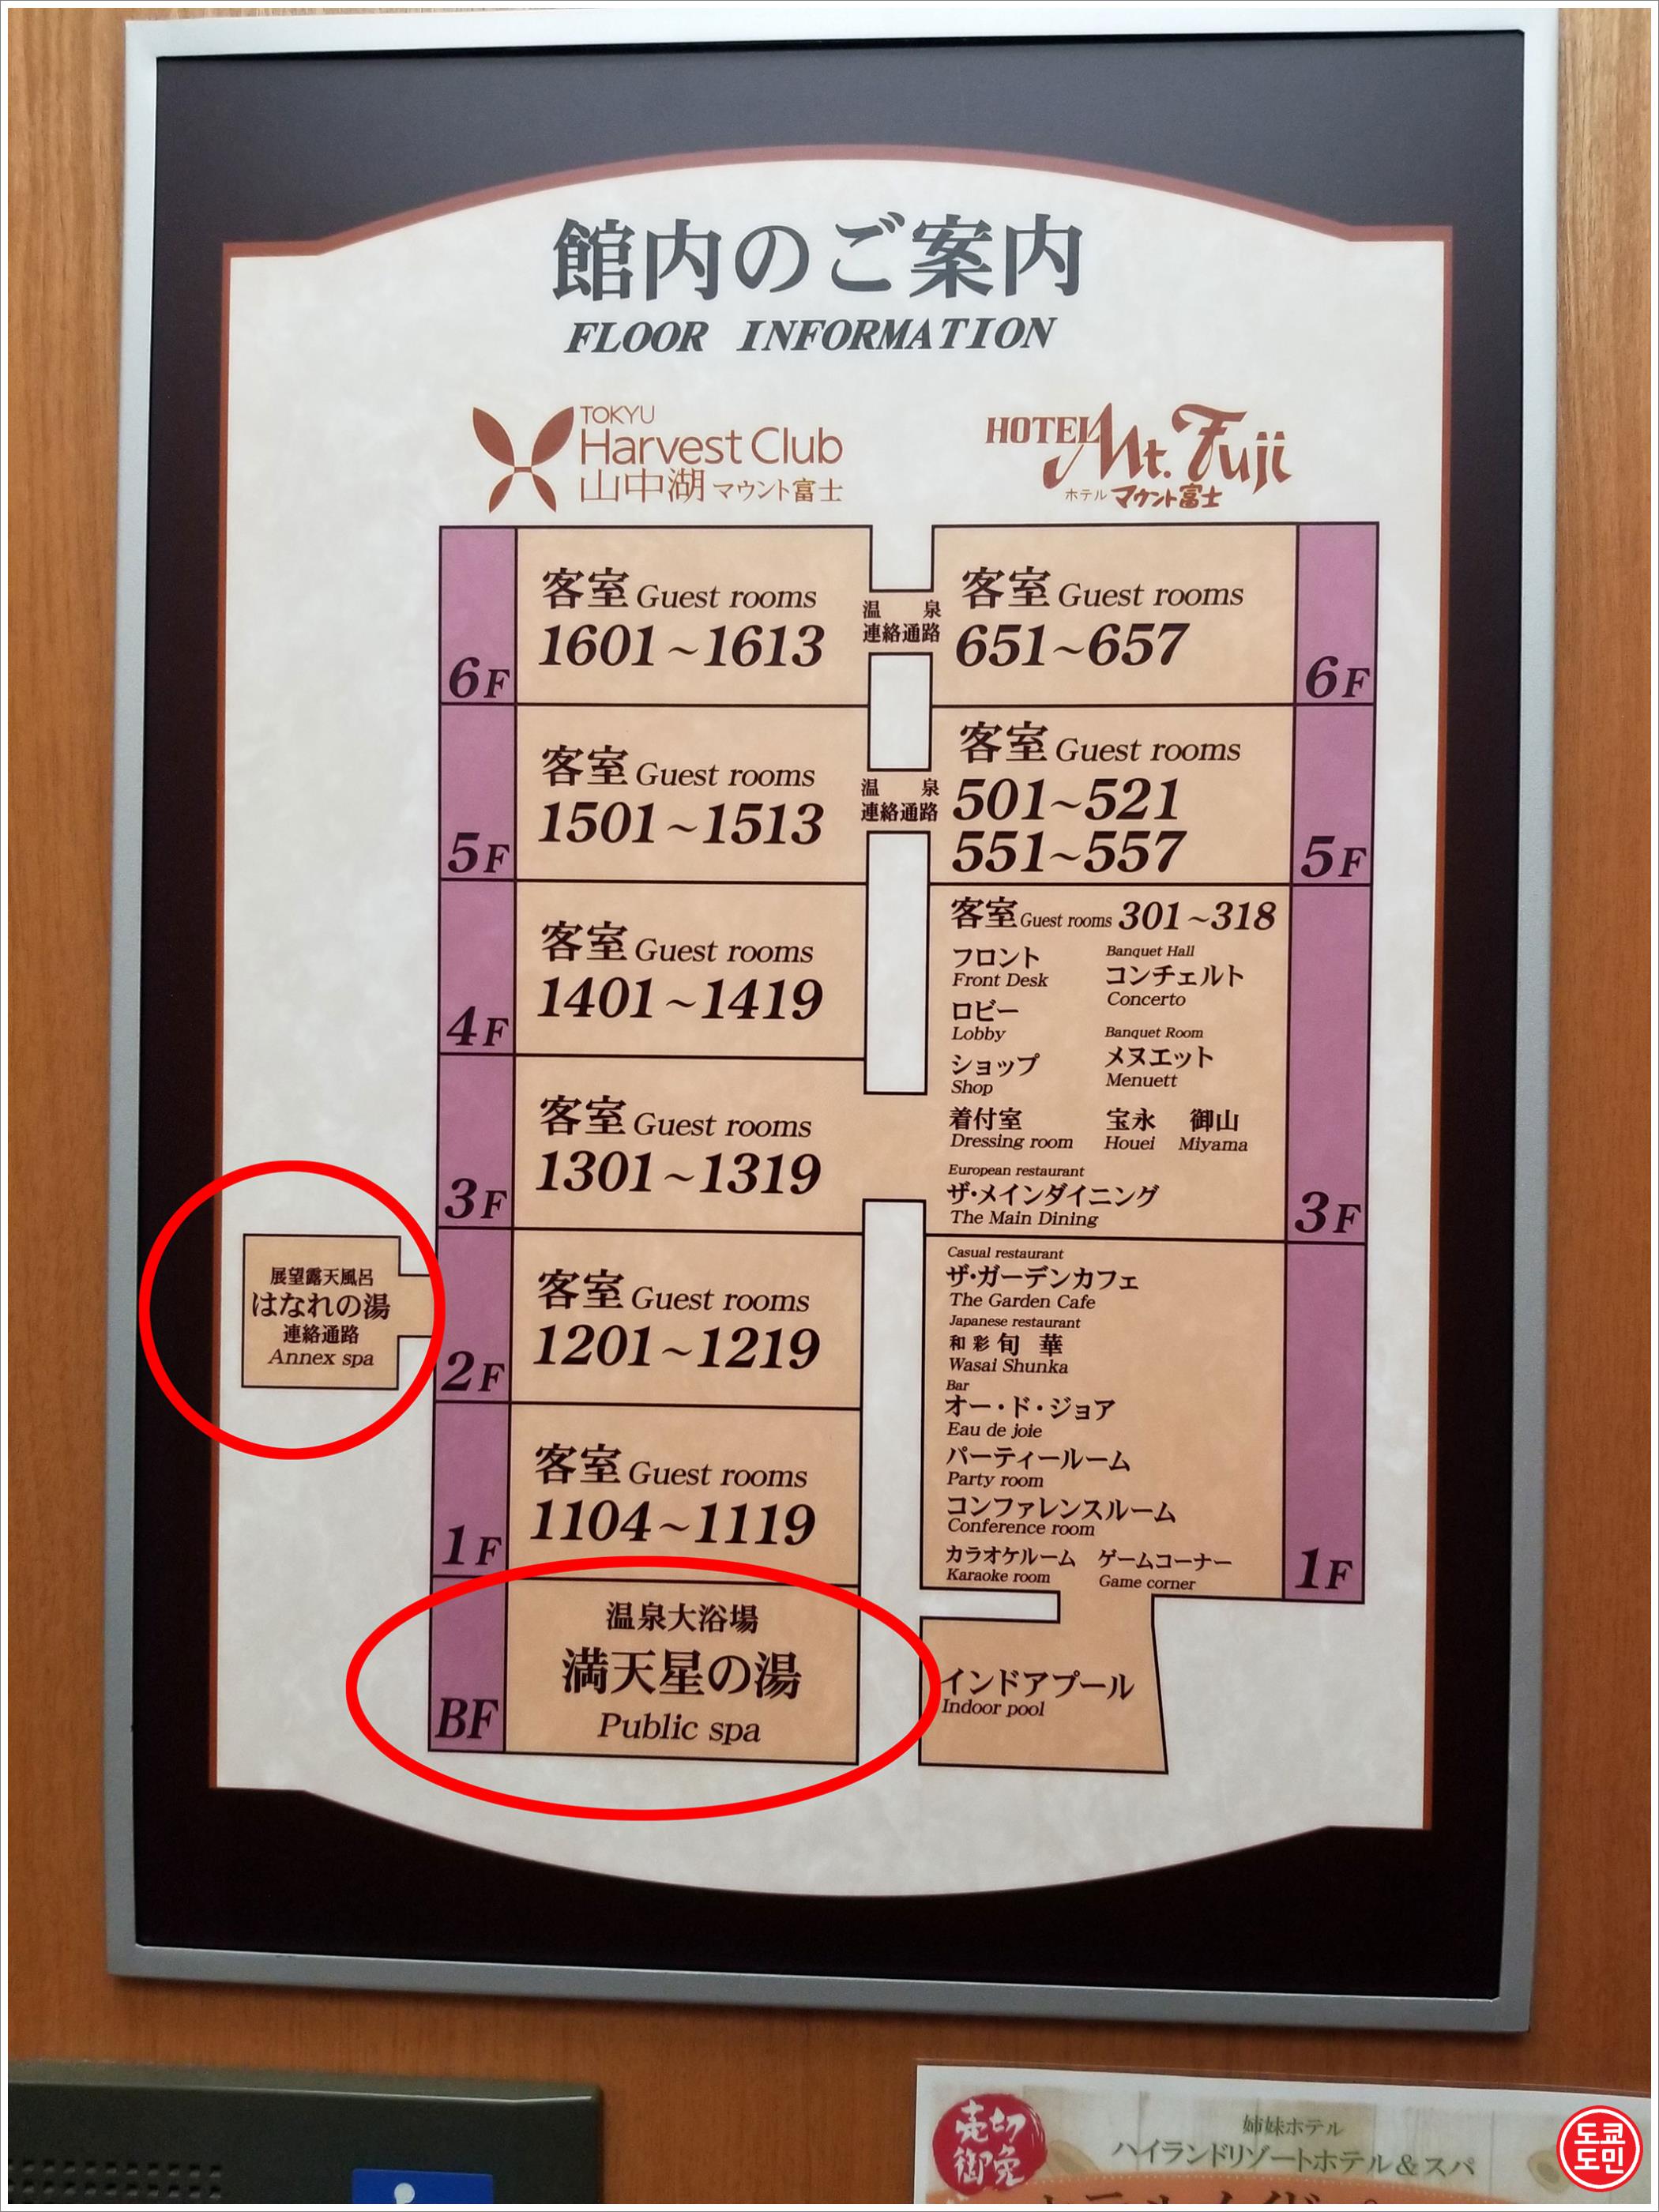 館内のご案内
FLOOR INFORMATION
TOKYU
Harvest Club
山中湖 マウント富士
HOTEL Mt. Fuji
ホテル マウント富士
6F
客室 Guest rooms
1601~1613
温泉
連絡通路
客室 Guest rooms
651~657
6F
5F
客室 Guest rooms
1501~1513
温泉
連絡通路
客室 Guest rooms
501~521
551~557
5F
4F
客室 Guest rooms
1401~1419
3F
客室 Guest rooms
1301~1319
客室 Guest rooms 301~318
フロント
Front Desk
ロビー
Lobby
ショップ
Shop
着付室
Dressing room
Banquet Hall
コンチェルト
Concerto
Banquet Room
メヌエット
Menuett
宝永 御山
Houei Miyama
European restaurant
ザ・メインダイニング
The Main Dining
3F
展望露天風呂
はなれの湯
連絡通路
Annex spa
2F
客室 Guest rooms
1201~1219
1F
客室 Guest rooms
1104~1119
Casual restaurant
ザ・ガーデンカフェ
The Garden Cafe
Japanese restaurant
和彩 旬華
Wasai Shunka
Bar
オー・ド・ジョア
Eau de joie
パーティールーム
Party room
コンファレンスルーム
Conference room
カラオケルーム ゲームコーナー
Karaoke room Game corner
1F
BF
温泉大浴場
満天星の湯
Public spa
インドアプール
Indoor pool
売切
御免
姉妹ホテル
ハイランドリゾートホテル&スパ
도쿄
도민